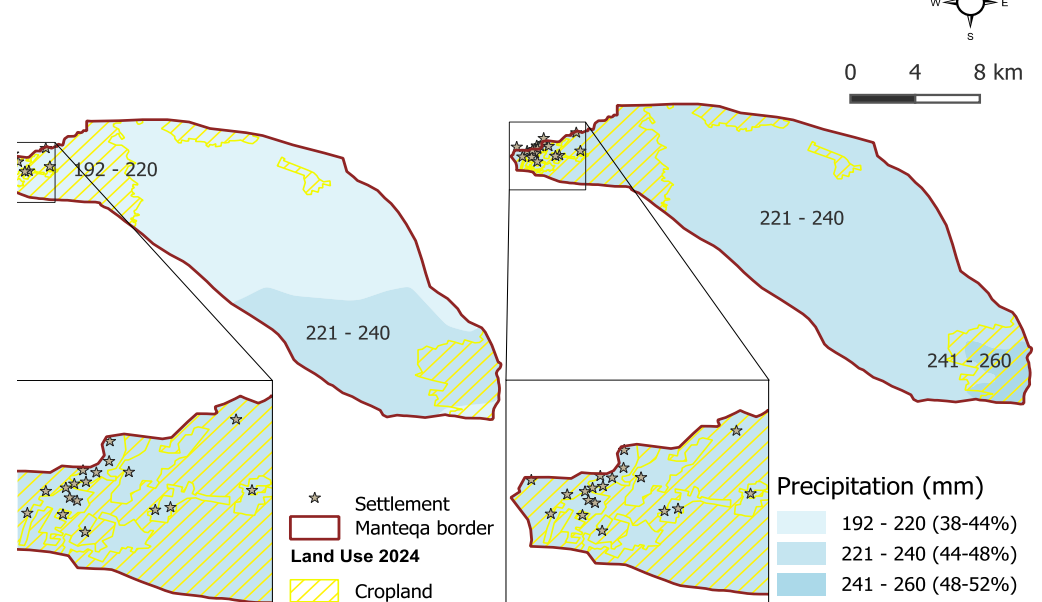 W
E
S
0 4 8 km
192 - 220
221 - 240
221 - 240
241 - 260
Settlement
Manteqa border
Land Use 2024
Cropland
Precipitation (mm)
192 - 220 (38-44%)
221 - 240 (44-48%)
241 - 260 (48-52%)